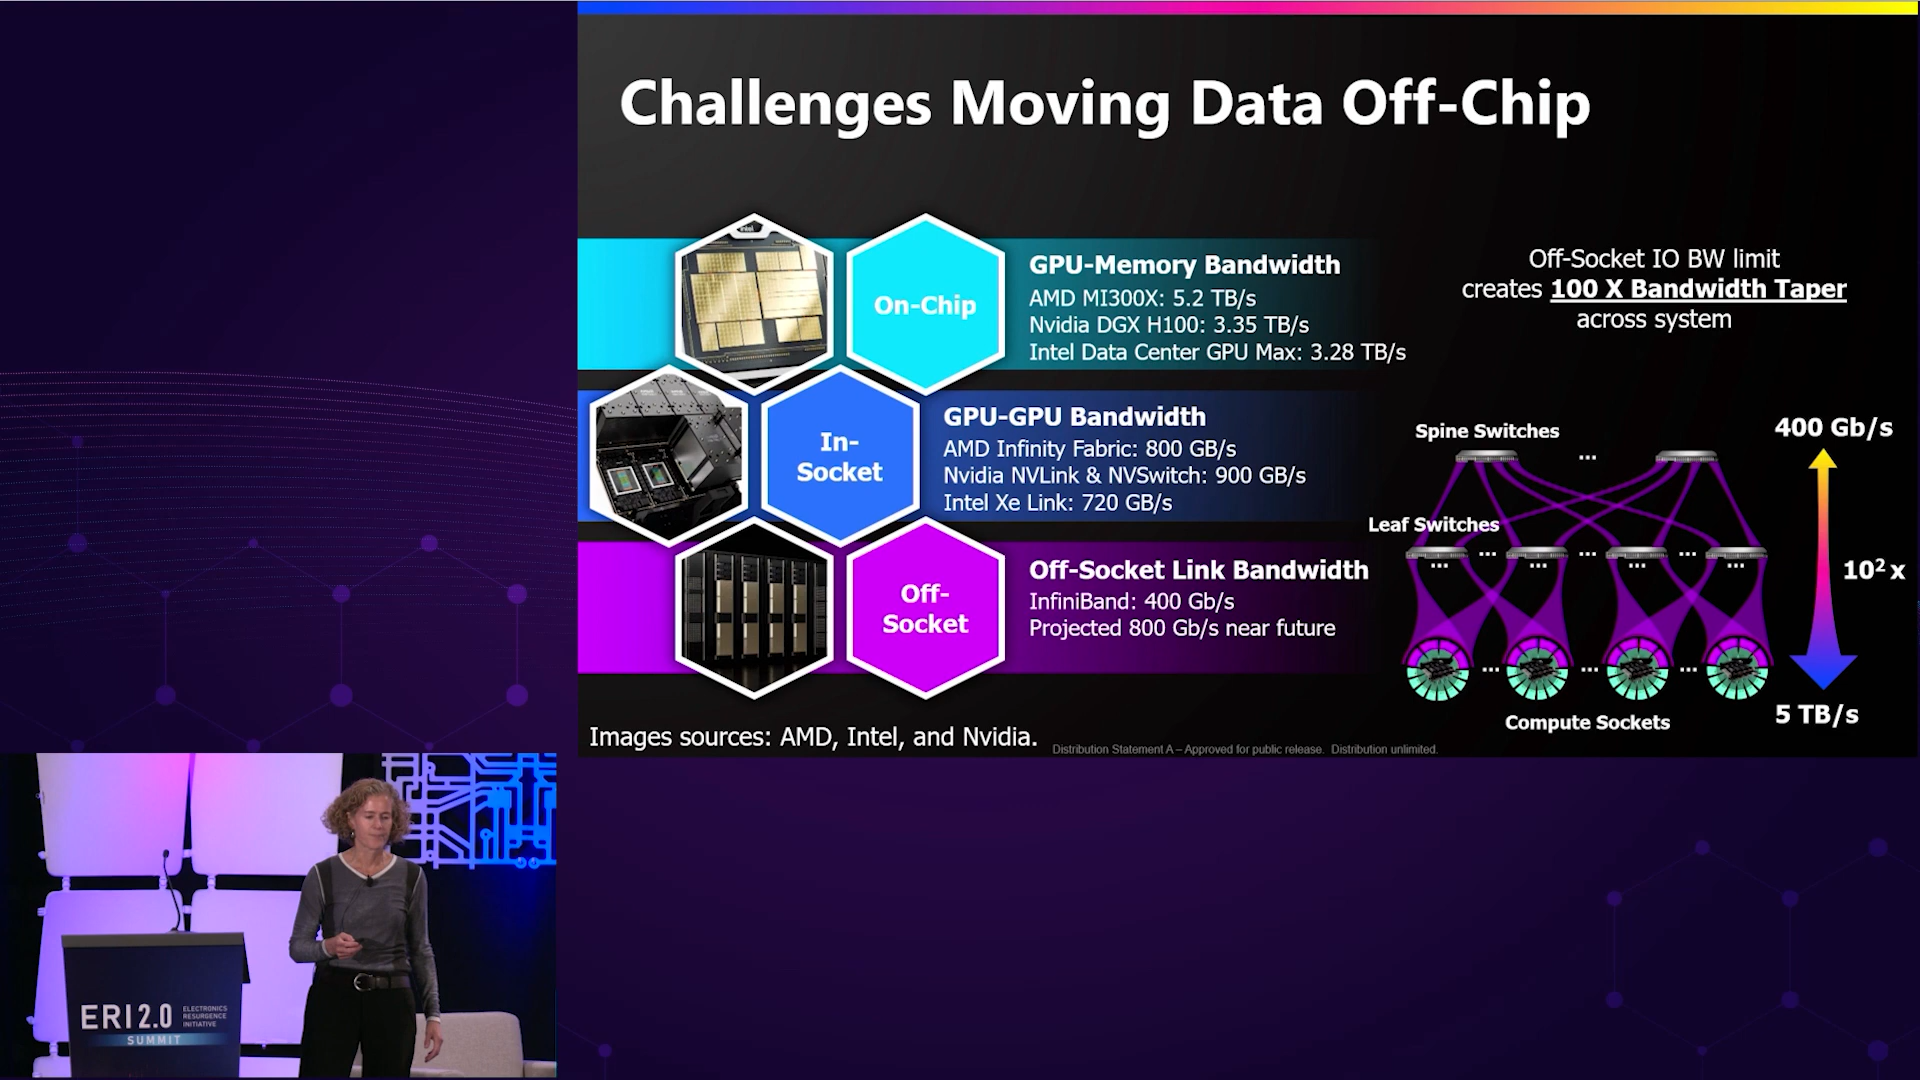 Challenges Moving Data Off-Chip
intel
On-Chip
GPU-Memory Bandwidth
AMD MI300X: 5.2 TB/s
Nvidia DGX H100: 3.35 TB/s
Intel Data Center GPU Max: 3.28 TB/s
Off-Socket IO BW limit
creates 100 X Bandwidth Taper
across system
In-
Socket
GPU-GPU Bandwidth
AMD Infinity Fabric: 800 GB/s
Nvidia NVLink & NVSwitch: 900 GB/s
Intel Xe Link: 720 GB/s
Off-
Socket
Off-Socket Link Bandwidth
InfiniBand: 400 Gb/s
Projected 800 Gb/s near future
Spine Switches
...
400 Gb/s
Leaf Switches
... ... ...
... ... ... ...
10² x
... ... ...
Compute Sockets
5 TB/s
Images sources: AMD, Intel, and Nvidia.
Distribution Statement A – Approved for public release. Distribution unlimited.
ERI 2.0
ELECTRONICS
RESURGENCE
INITIATIVE
SUMMIT